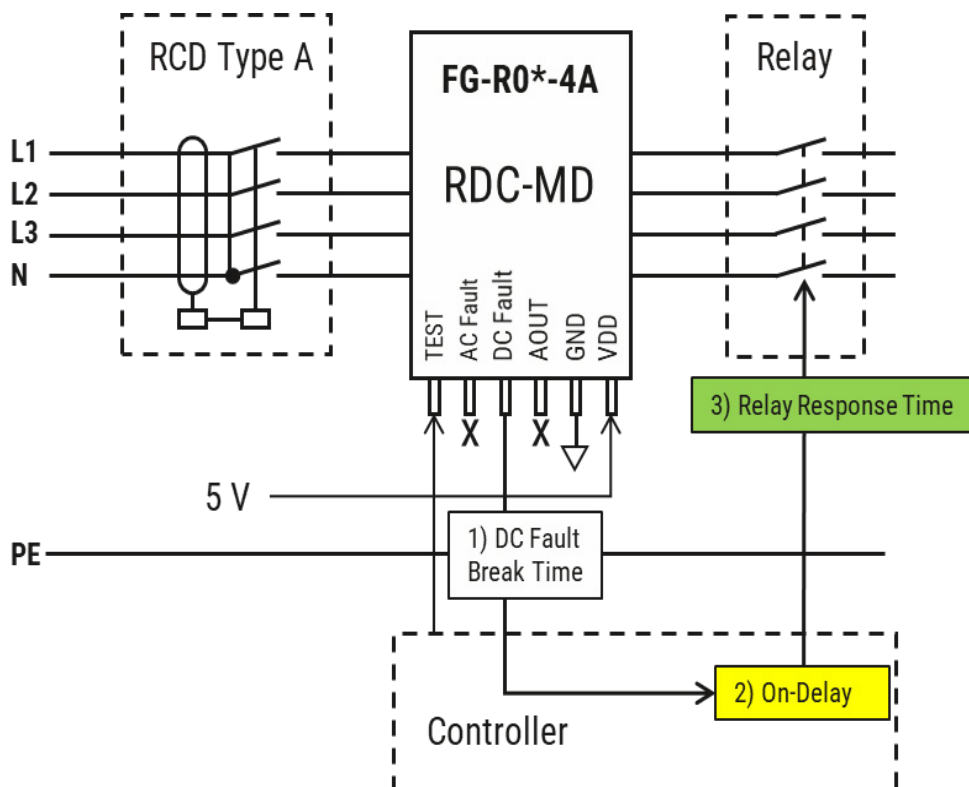 RCD Type A
FG-R0*-4A
RDC-MD
Relay
L1
L2
L3
N
TEST
AC Fault
DC Fault
AOUT
GND
VDD
X
X
3) Relay Response Time
5 V
PE
1) DC Fault
Break Time
2) On-Delay
Controller